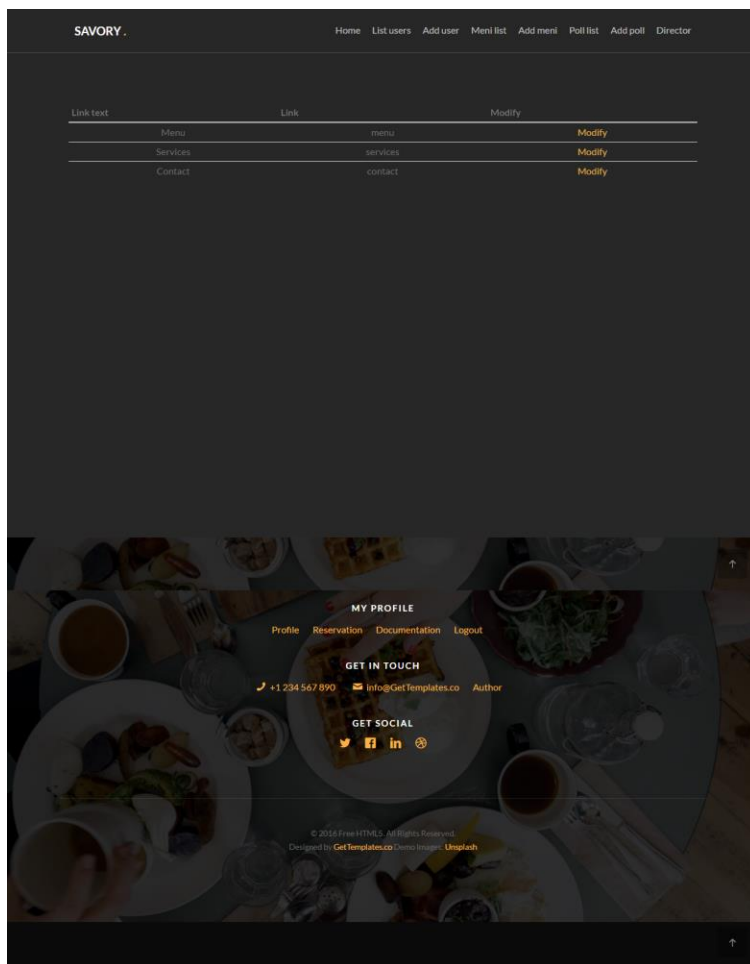 SAVORY.
Home List users Add user Meni list Add meni Poll list Add poll Director
Link text Link Modify
Menu menu Modify
Services services Modify
Contact contact Modify
MY PROFILE
Profile Reservation Documentation Logout
GET IN TOUCH
+1 234 567 890 info@GetTemplates.co Author
GET SOCIAL
© 2016 Free HTML5. All Rights Reserved.
Designed by GetTemplates.co Demo Images: Unsplash